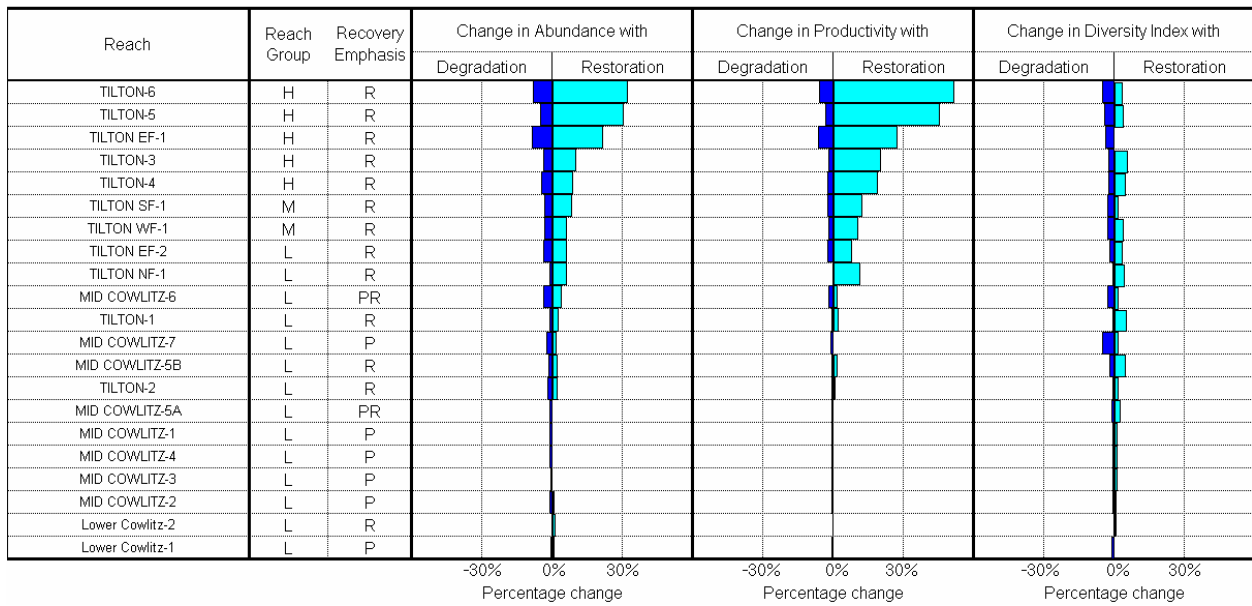 Reach Reach Group Recovery Emphasis Change in Abundance with Change in Productivity with Change in Diversity Index with
Degradation Restoration Degradation Restoration Degradation Restoration
TILTON-6 H R
TILTON-5 H R
TILTON EF-1 H R
TILTON-3 H R
TILTON-4 H R
TILTON SF-1 M R
TILTON WF-1 M R
TILTON EF-2 L R
TILTON NF-1 L R
MID COWLITZ-6 L PR
TILTON-1 L R
MID COWLITZ-7 L P
MID COWLITZ-5B L R
TILTON-2 L R
MID COWLITZ-5A L PR
MID COWLITZ-1 L P
MID COWLITZ-4 L P
MID COWLITZ-3 L P
MID COWLITZ-2 L P
Lower Cowlitz-2 L R
Lower Cowlitz-1 L P
-30% 0% 30% -30% 0% 30% -30% 0% 30%
Percentage change Percentage change Percentage change